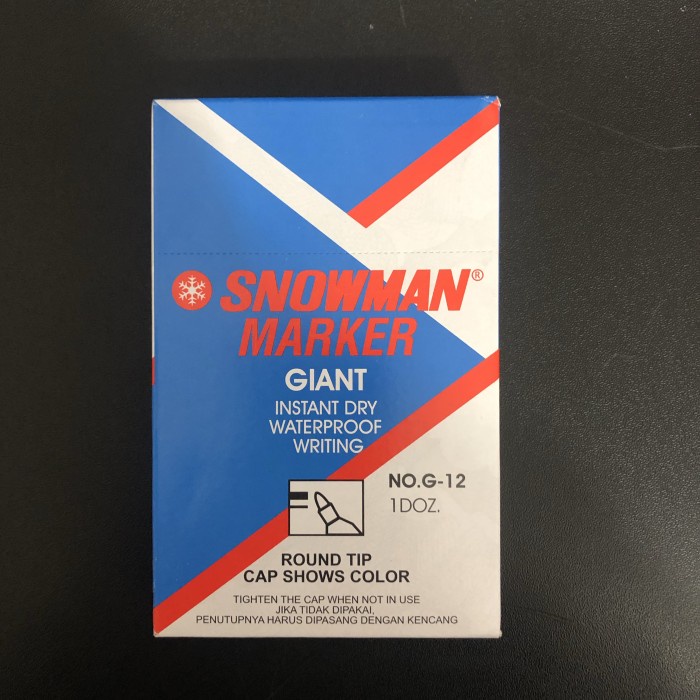 SNOWMAN®
MARKER
GIANT
INSTANT DRY
WATERPROOF
WRITING
NO.G-12
1DOZ.
ROUND TIP
CAP SHOWS COLOR
TIGHTEN THE CAP WHEN NOT IN USE
JIKA TIDAK DIPAKAI,
PENUTUPNYA HARUS DIPASANG DENGAN KENCANG